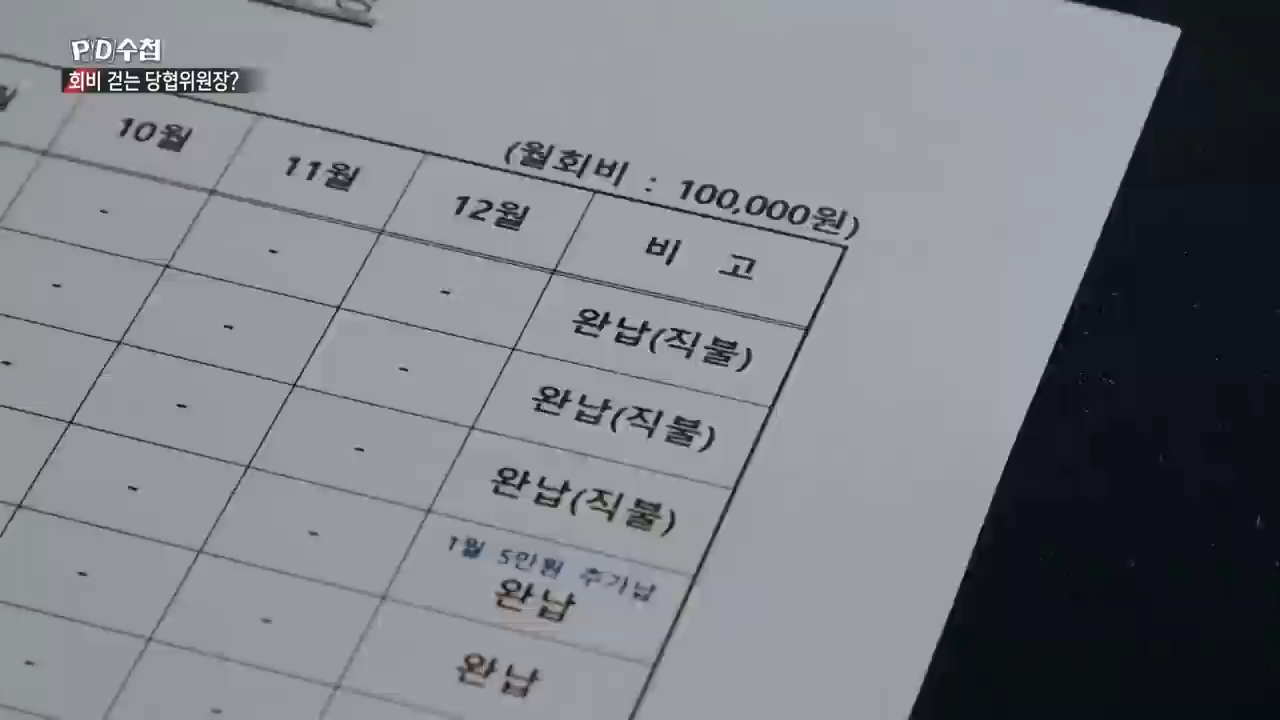 PD수첩
회비 걷는 당협위원장?
(월회비 : 100,000원)
10월 11월 12월 비 고
- - - 완납(직불)
- - - 완납(직불)
- - - 완납(직불)
1월 5만원 추가납
- - 완납
- - 완납
- -